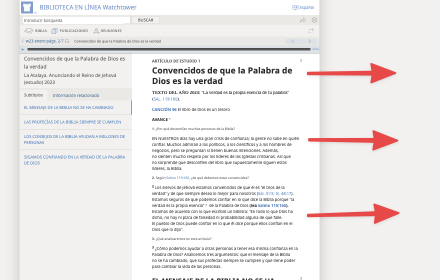 BIBLIOTECA EN LÍNEA Watchtower
Español
Introducir búsqueda
BUSCAR
BIBLIA PUBLICACIONES REUNIONES
w23 enero págs. 2-7 Convencidos de que la Palabra de Dios es la verdad
Convencidos de que la Palabra de Dios es
la verdad
La Atalaya. Anunciando el Reino de Jehová
(estudio) 2023
Subtítulos Información relacionada
EL MENSAJE DE LA BIBLIA NO SE HA CAMBIADO
LAS PROFECÍAS DE LA BIBLIA SIEMPRE SE CUMPLEN
LOS CONSEJOS DE LA BIBLIA AYUDAN A MILLONES DE
PERSONAS
SIGAMOS CONFIANDO EN LA VERDAD DE LA PALABRA
DE DIOS
ARTÍCULO DE ESTUDIO 1
Convencidos de que la Palabra de
Dios es la verdad
TEXTO DEL AÑO 2023: “La verdad es la propia esencia de tu palabra”
(SAL. 119:160).
CANCIÓN 96 El libro de Dios es un tesoro
AVANCE
1. ¿Por qué desconfían muchas personas de la Biblia?
EN NUESTROS días hay una gran crisis de confianza; la gente no sabe en quién
confiar. Muchos admiran a los políticos, a los científicos y a los hombres de
negocios, pero se preguntan si tienen buenas intenciones. Además,
no sienten mucho respeto por los líderes de las iglesias cristianas. Así que
no sorprende que desconfíen del libro que supuestamente siguen estos
líderes, la Biblia.
2. Según Salmo 119:160, ¿de qué debemos estar convencidos?
2 Los siervos de Jehová estamos convencidos de que él es “el Dios de la
verdad” y de que siempre desea lo mejor para nosotros (Sal. 31:5; Is. 48:17).
Estamos seguros de que podemos confiar en lo que dice la Biblia porque “la
verdad es la propia esencia” de la Palabra de Dios (lea Salmo 119:160).
Estamos de acuerdo con lo que escribió un biblista: “En todo lo que Dios ha
dicho, no hay ni pizca de falsedad ni probabilidad alguna de que falle.
El pueblo de Dios puede confiar en lo que él dice porque ellos confían en el
Dios que lo dijo”.
3. ¿Qué analizaremos en este artículo?
3 ¿Cómo podemos ayudar a otras personas a tener esa misma confianza en la
Palabra de Dios? Analicemos tres argumentos: que el mensaje de la Biblia
no se ha cambiado, que sus profecías siempre se cumplen y que tiene poder
para cambiar la vida de las personas.
EL MENSAJE DE LA BIBLIA NO SE HA